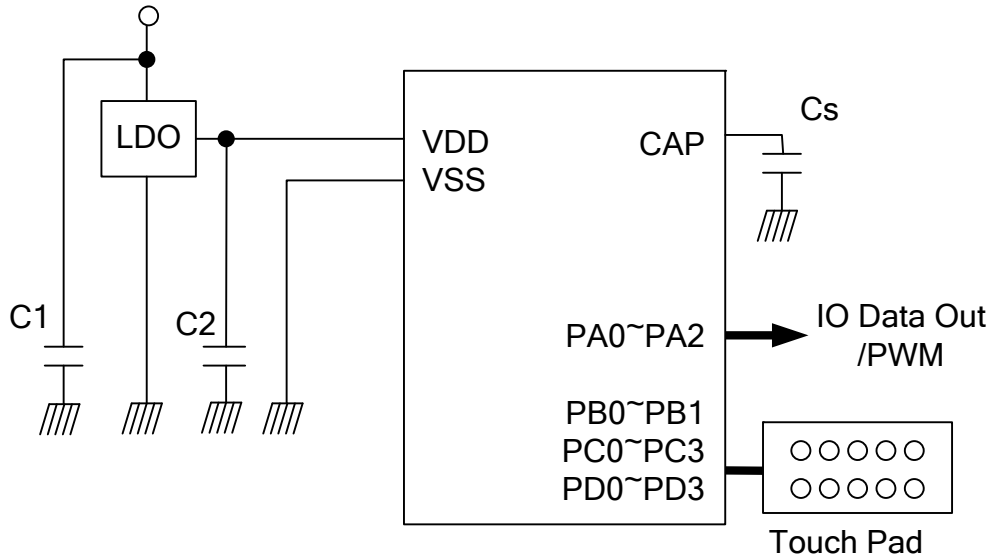 LDO
VDD
VSS
CAP
Cs
C1
C2
PA0~PA2
IO Data Out
/PWM
PB0~PB1
PC0~PC3
PD0~PD3
Touch Pad